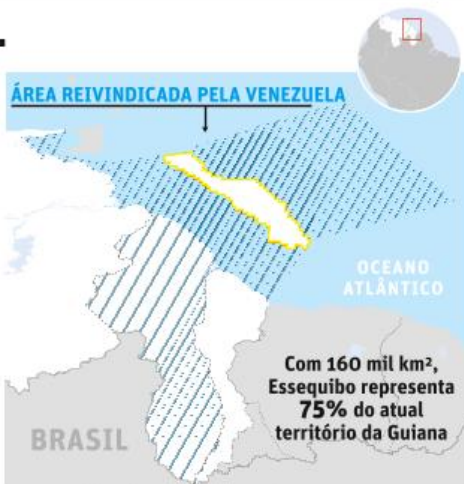 ÁREA REIVINDICADA PELA VENEZUELA
OCEANO
ATLÂNTICO
Com 160 mil km²,
Essequibo representa
75% do atual
território da Guiana
BRASIL